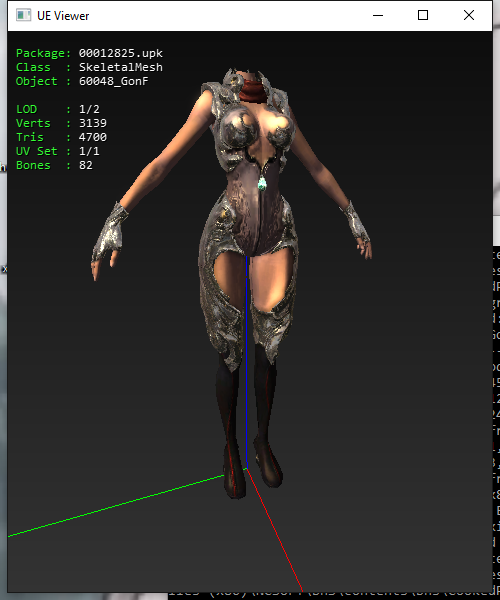 UE Viewer
Package: 00012825.upk
Class : SkeletalMesh
Object : 60048_GonF
LOD : 1/2
Verts : 3139
Tris : 4700
UV Set : 1/1
Bones : 82